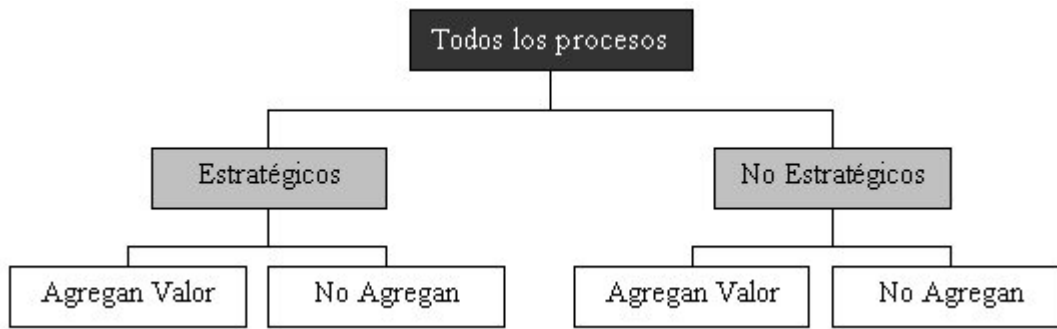 Todos los procesos
Estratégicos
No Estratégicos
Agregan Valor
No Agregan
Agregan Valor
No Agregan